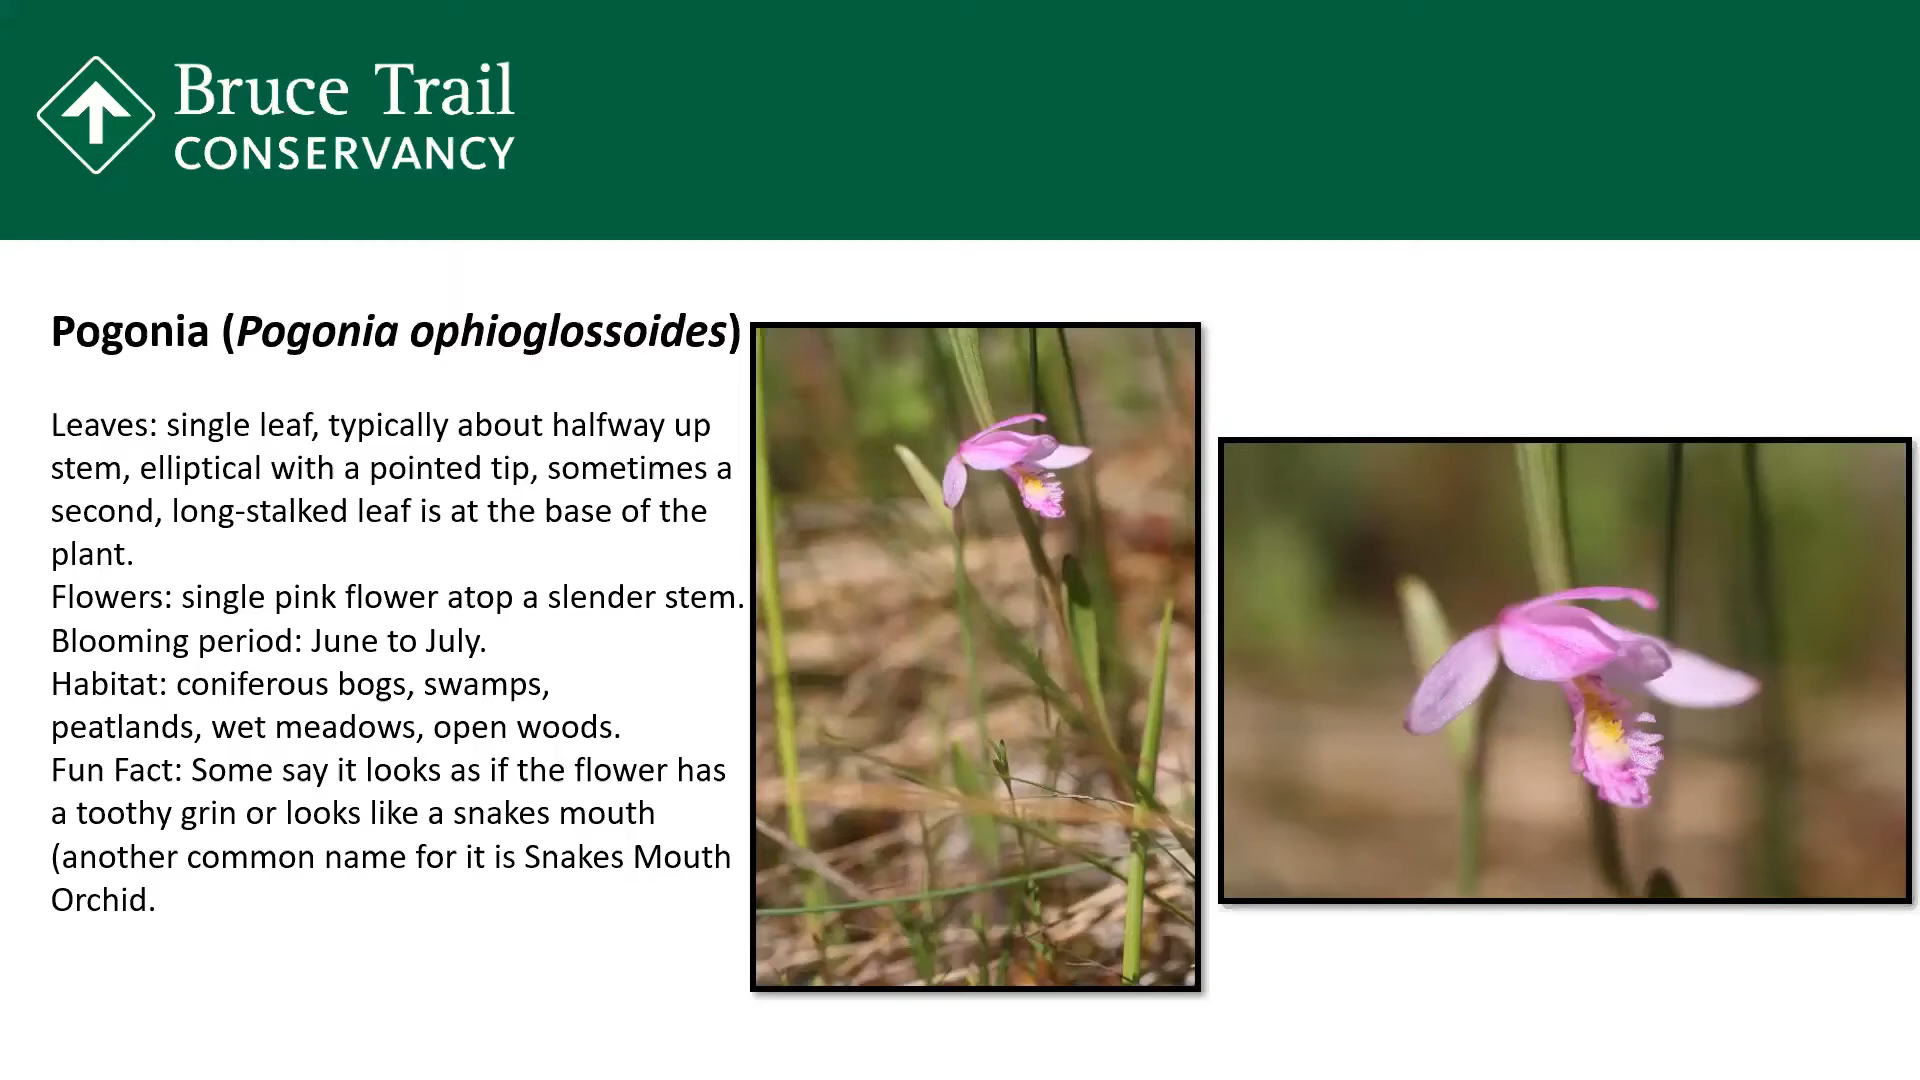 Bruce Trail
CONSERVANCY
Pogonia (Pogonia ophioglossoides)
Leaves: single leaf, typically about halfway up
stem, elliptical with a pointed tip, sometimes a
second, long-stalked leaf is at the base of the
plant.
Flowers: single pink flower atop a slender stem.
Blooming period: June to July.
Habitat: coniferous bogs, swamps,
peatlands, wet meadows, open woods.
Fun Fact: Some say it looks as if the flower has
a toothy grin or looks like a snakes mouth
(another common name for it is Snakes Mouth
Orchid.